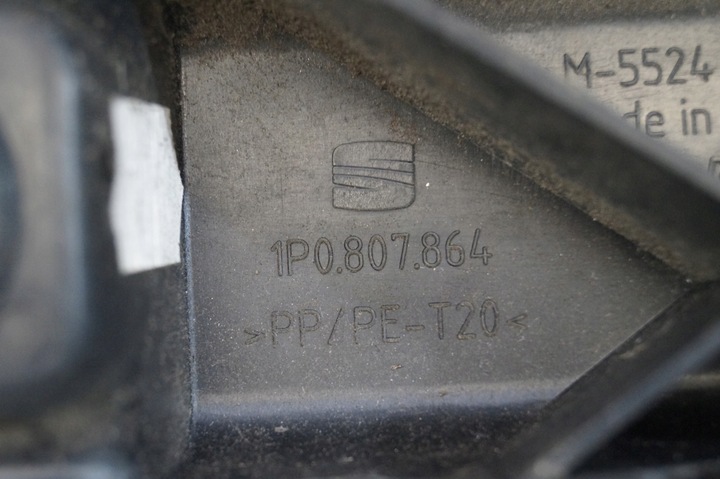 M-5524
de in
1P0.807.864
>PP/PE-T20<